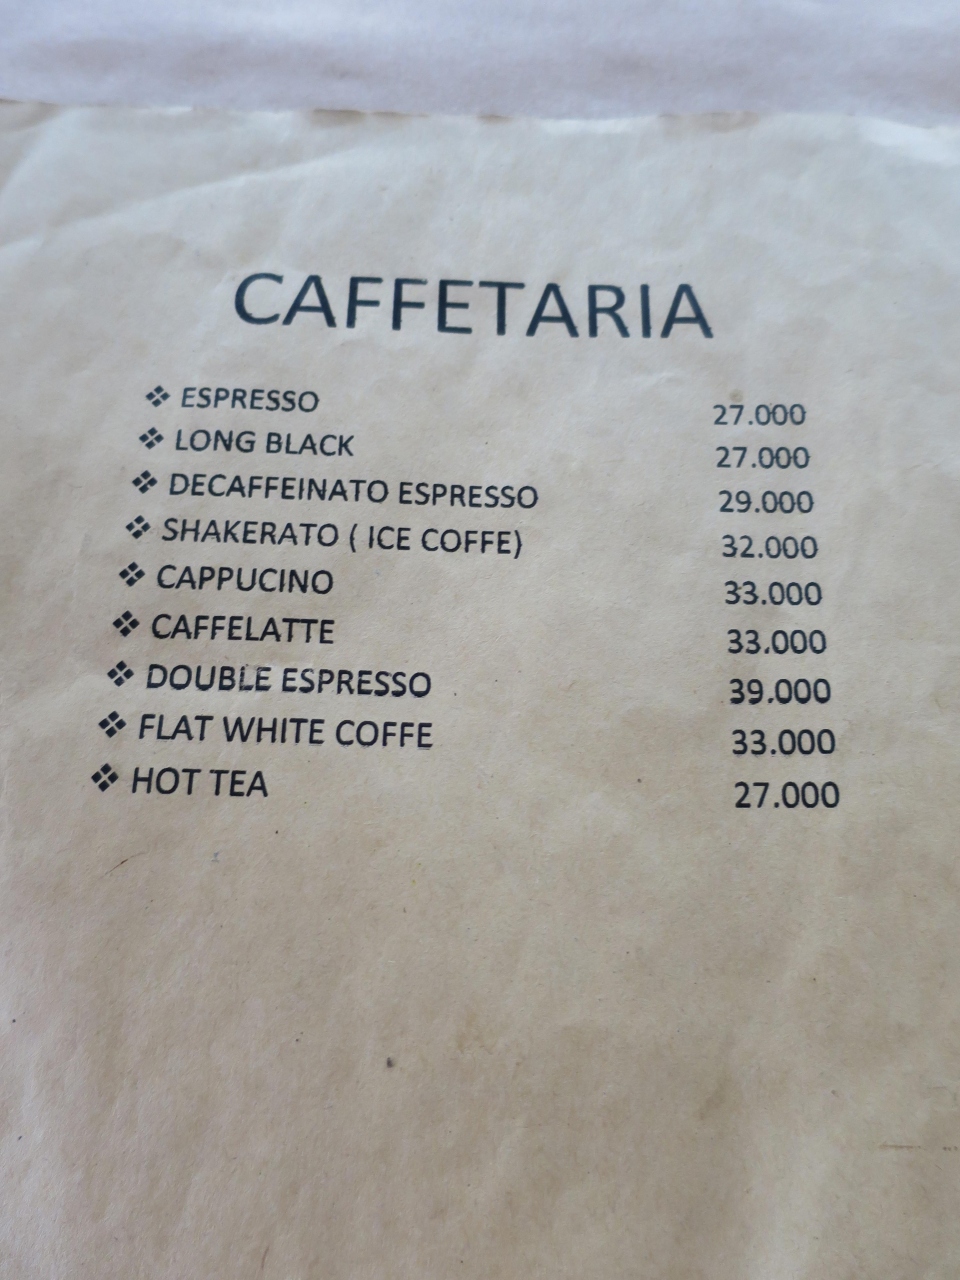 CAFFETARIA
❖ ESPRESSO 27.000
❖ LONG BLACK 27.000
❖ DECAFFEINATO ESPRESSO 29.000
❖ SHAKERATO ( ICE COFFE) 32.000
❖ CAPPUCINO 33.000
❖ CAFFELATTE 33.000
❖ DOUBLE ESPRESSO 39.000
❖ FLAT WHITE COFFE 33.000
❖ HOT TEA 27.000